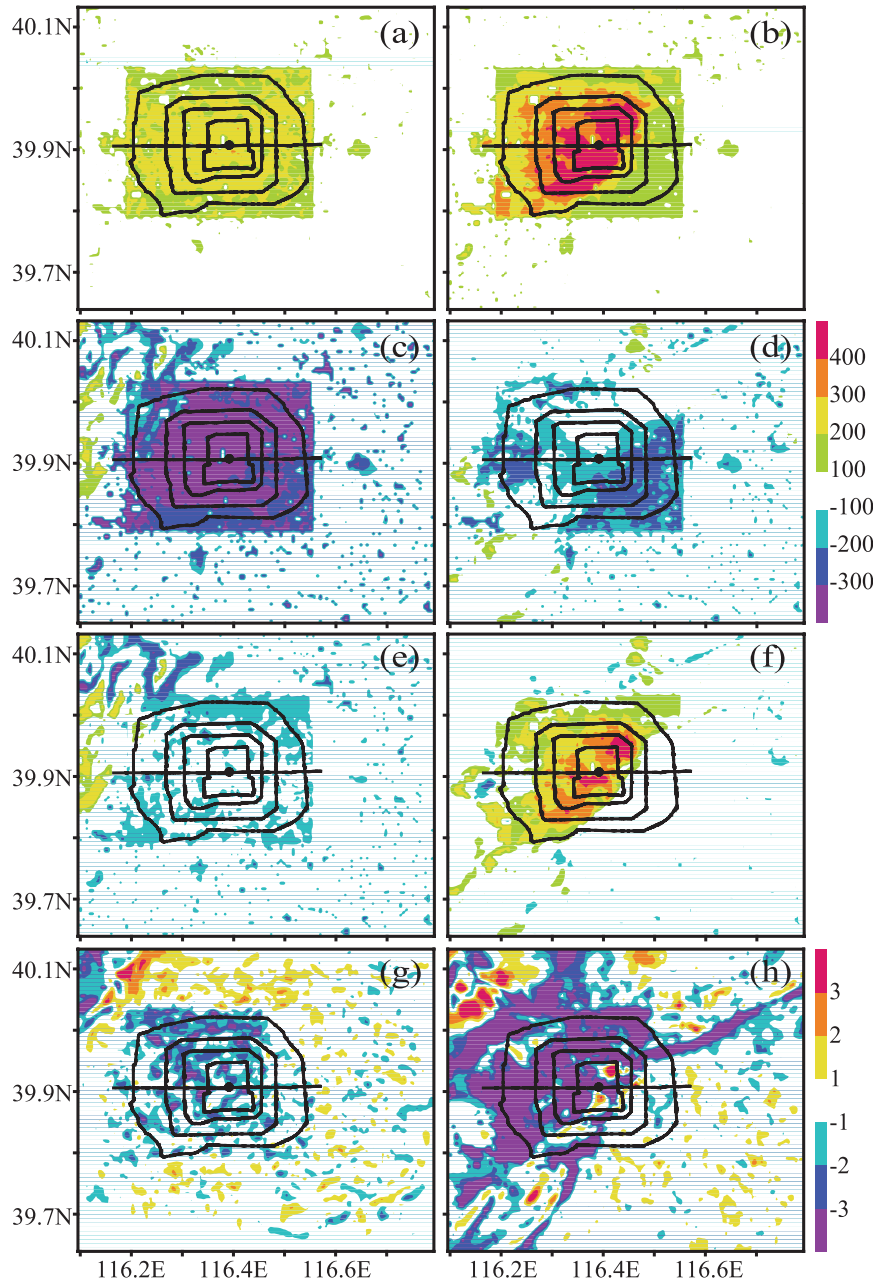 40.1N
(a)
(b)
39.9N
39.7N
(c)
(d)
40.1N
400
300
200
39.9N
100
-100
-200
39.7N
-300
(e)
(f)
40.1N
39.9N
39.7N
(g)
(h)
40.1N
3
2
39.9N
1
-1
-2
39.7N
-3
116.2E 116.4E 116.6E 116.2E 116.4E 116.6E